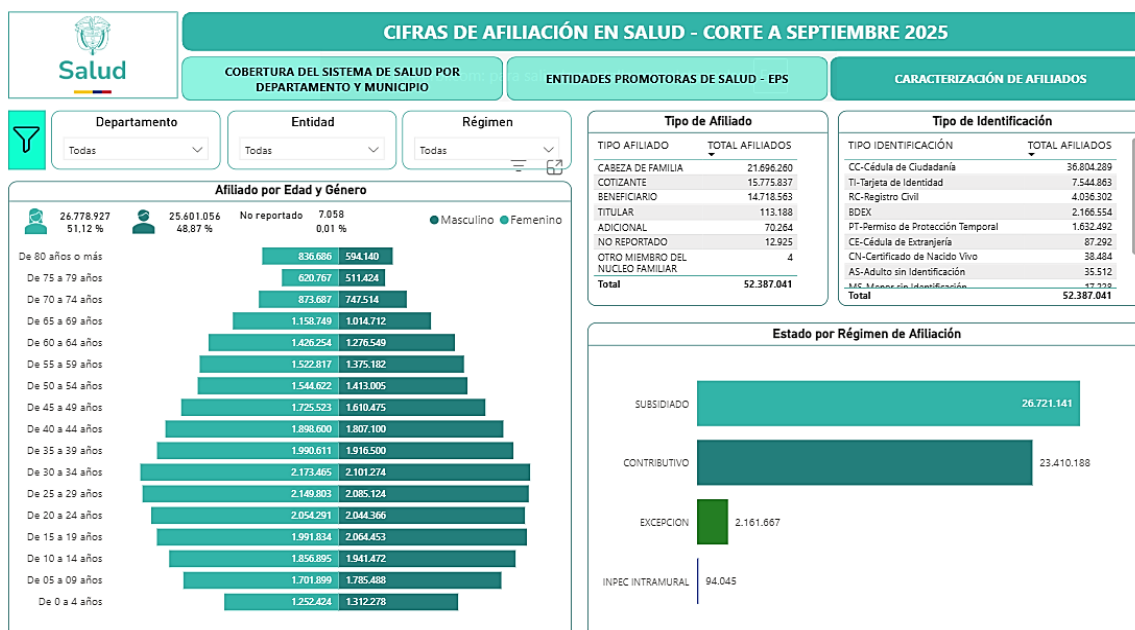 CIFRAS DE AFILIACIÓN EN SALUD - CORTE A SEPTIEMBRE 2025
Salud
COBERTURA DEL SISTEMA DE SALUD POR
DEPARTAMENTO Y MUNICIPIO
ENTIDADES PROMOTORAS DE SALUD - EPS
CARACTERIZACIÓN DE AFILIADOS
Departamento
Todas
Entidad
Todas
Régimen
Todas
Afiliado por Edad y Género
26.778.927
51,12 %
25.601.056
48,87 %
No reportado 7.058
0,01 %
Masculino Femenino
De 80 años o más 836.686 594.140
De 75 a 79 años 620.767 511.424
De 70 a 74 años 873.687 747.514
De 65 a 69 años 1.158.749 1.014.712
De 60 a 64 años 1.426.254 1.276.549
De 55 a 59 años 1.522.817 1.375.182
De 50 a 54 años 1.544.622 1.413.005
De 45 a 49 años 1.725.523 1.610.475
De 40 a 44 años 1.898.600 1.807.100
De 35 a 39 años 1.990.611 1.916.500
De 30 a 34 años 2.173.465 2.101.274
De 25 a 29 años 2.149.803 2.085.124
De 20 a 24 años 2.054.291 2.044.366
De 15 a 19 años 1.991.834 2.064.453
De 10 a 14 años 1.856.895 1.941.472
De 05 a 09 años 1.701.899 1.785.488
De 0 a 4 años 1.252.424 1.312.278
Tipo de Afiliado
TIPO AFILIADO TOTAL AFILIADOS
CABEZA DE FAMILIA 21.696.260
COTIZANTE 15.775.837
BENEFICIARIO 14.718.563
TITULAR 113.188
ADICIONAL 70.264
NO REPORTADO 12.925
OTRO MIEMBRO DEL 4
NUCLEO FAMILIAR
Total 52.387.041
Tipo de Identificación
TIPO IDENTIFICACIÓN TOTAL AFILIADOS
CC-Cédula de Ciudadanía 36.804.289
TI-Tarjeta de Identidad 7.544.863
RC-Registro Civil 4.036.302
BDEX 2.166.554
PT-Permiso de Protección Temporal 1.632.492
CE-Cédula de Extranjería 87.292
CN-Certificado de Nacido Vivo 38.484
AS-Adulto sin Identificación 35.512
MS-Menor sin Identificación 17.228
Total 52.387.041
Estado por Régimen de Afiliación
SUBSIDIADO 26.721.141
CONTRIBUTIVO 23.410.188
EXCEPCION 2.161.667
INPEC INTRAMURAL 94.045